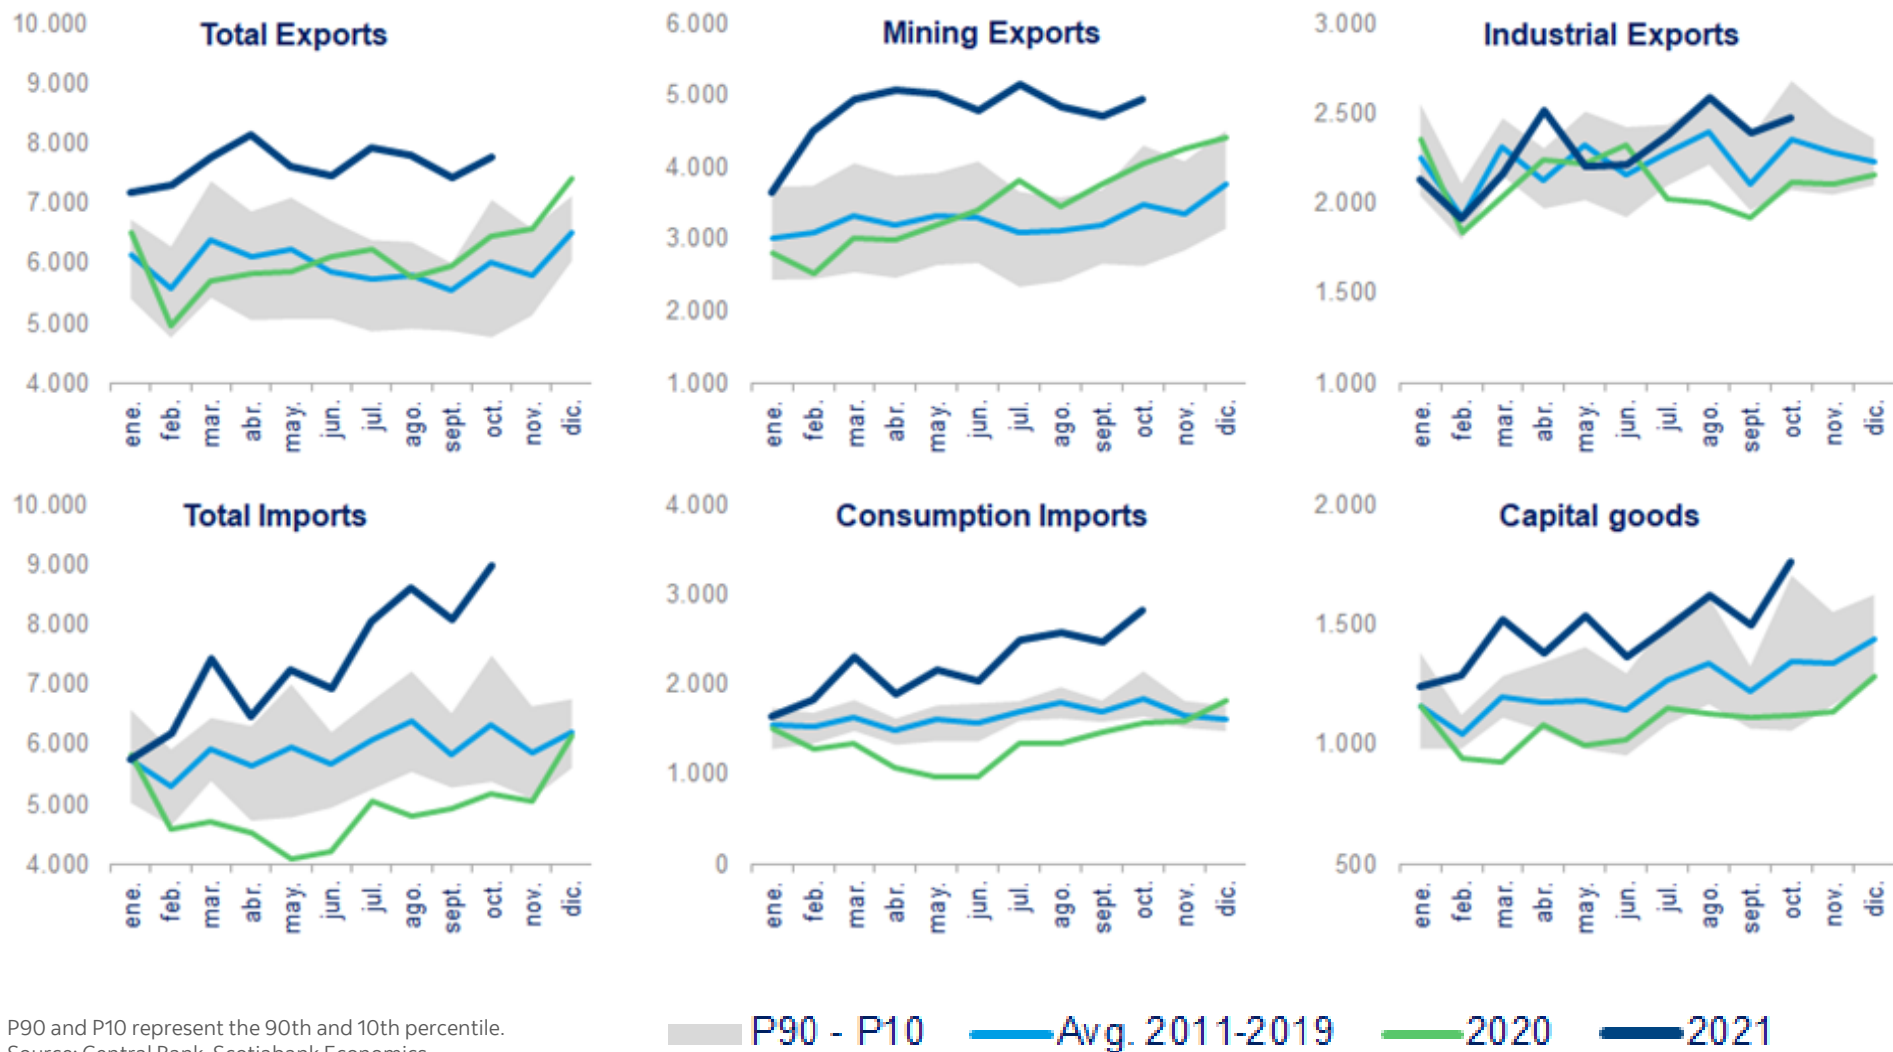 Total Exports
10.000
9.000
8.000
7.000
6.000
5.000
4.000
ene.
feb.
mar.
abr.
may.
jun.
jul.
ago.
sept.
oct.
nov.
dic.
Mining Exports
6.000
5.000
4.000
3.000
2.000
1.000
ene.
feb.
mar.
abr.
may.
jun.
jul.
ago.
sept.
oct.
nov.
dic.
Industrial Exports
3.000
2.500
2.000
1.500
1.000
ene.
feb.
mar.
abr.
may.
jun.
jul.
ago.
sept.
oct.
nov.
dic.
Total Imports
10.000
9.000
8.000
7.000
6.000
5.000
4.000
ene.
feb.
mar.
abr.
may.
jun.
jul.
ago.
sept.
oct.
nov.
dic.
Consumption Imports
4.000
3.000
2.000
1.000
0
ene.
feb.
mar.
abr.
may.
jun.
jul.
ago.
sept.
oct.
nov.
dic.
Capital goods
2.000
1.500
1.000
500
ene.
feb.
mar.
abr.
may.
jun.
jul.
ago.
sept.
oct.
nov.
dic.
P90 and P10 represent the 90th and 10th percentile.
Source: Central Bank, Scotiabank Economics
P90 - P10
Avg. 2011-2019
2020
2021